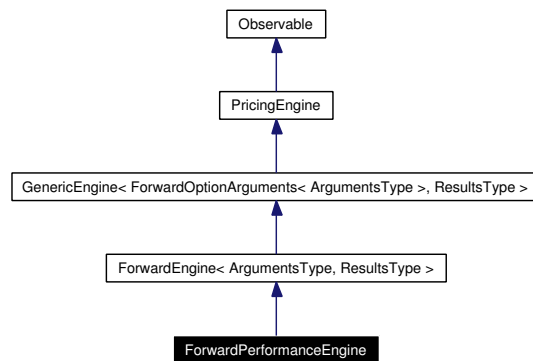 Observable
PricingEngine
GenericEngine< ForwardOptionArguments< ArgumentsType >, ResultsType >
ForwardEngine< ArgumentsType, ResultsType >
ForwardPerformanceEngine